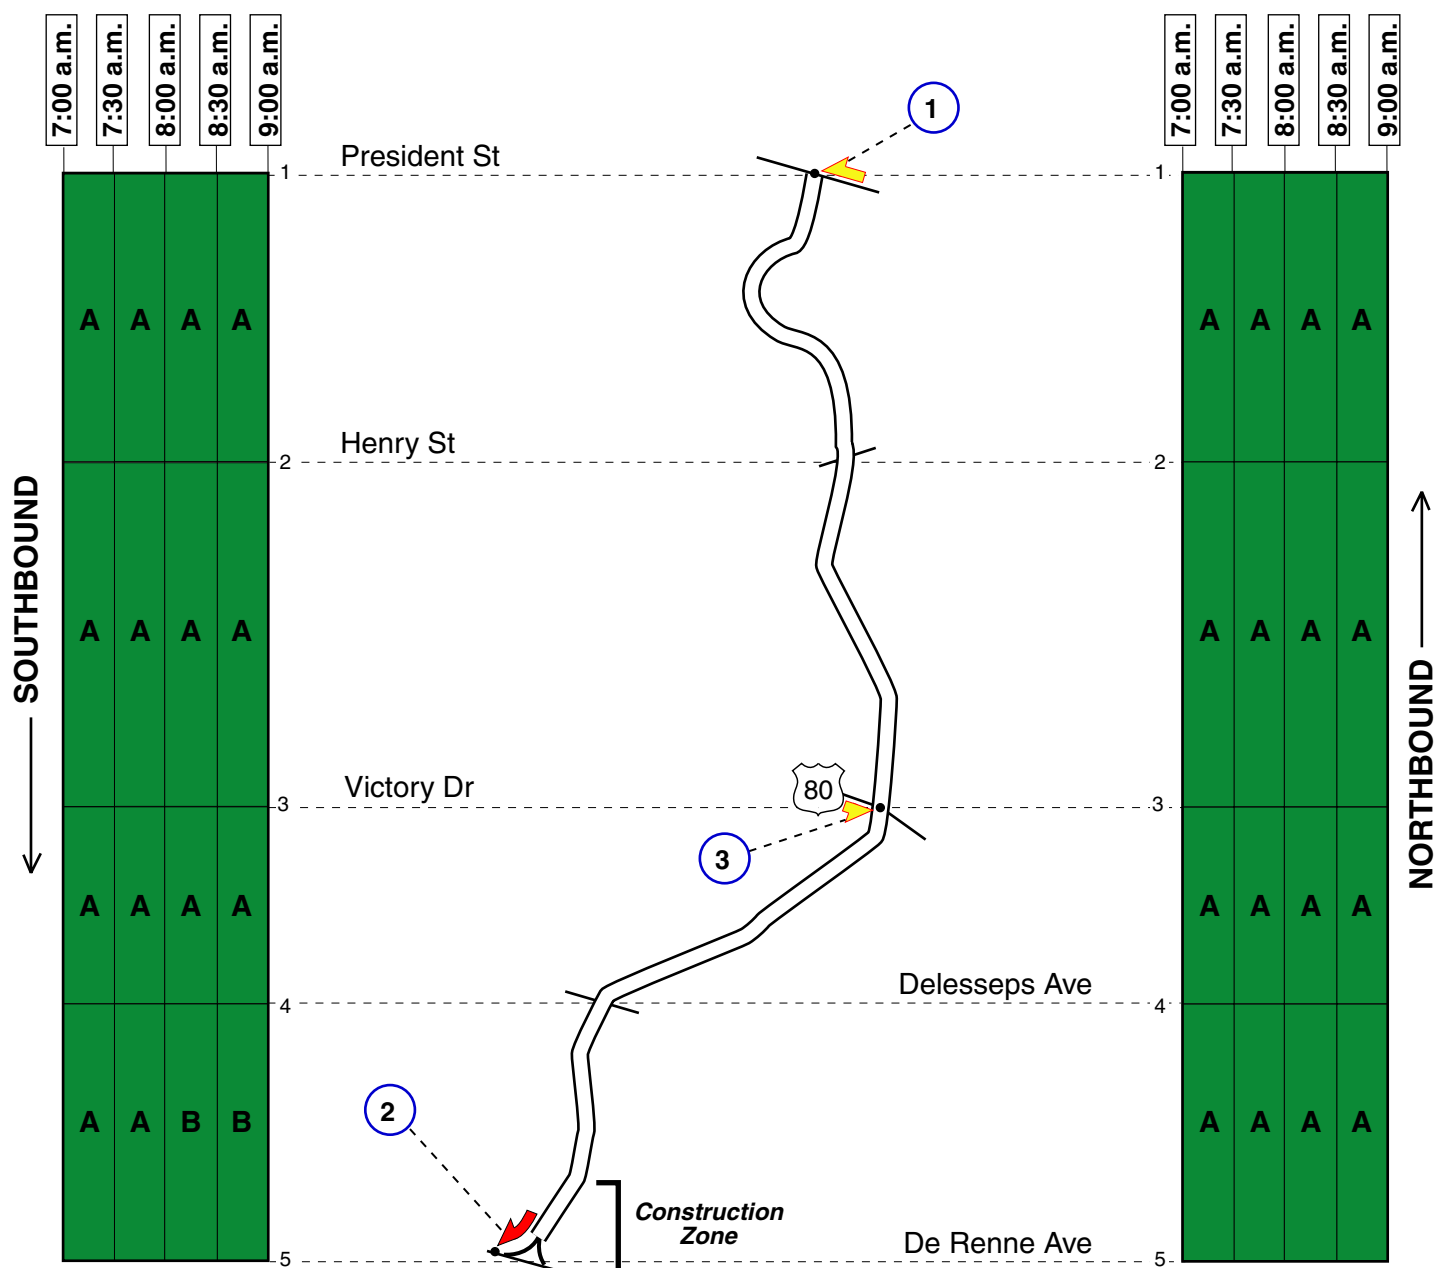 7:00 a.m.
7:30 a.m.
8:00 a.m.
8:30 a.m.
9:00 a.m.
7:00 a.m.
7:30 a.m.
8:00 a.m.
8:30 a.m.
9:00 a.m.
1
President St
1
1
A A A A
A A A A
Henry St
2
2
SOUTHBOUND
NORTHBOUND
A A A A
A A A A
Victory Dr
80
3
3
3
A A A A
A A A A
Delesseps Ave
4
4
2
A A B B
A A A A
Construction
Zone
De Renne Ave
5
5